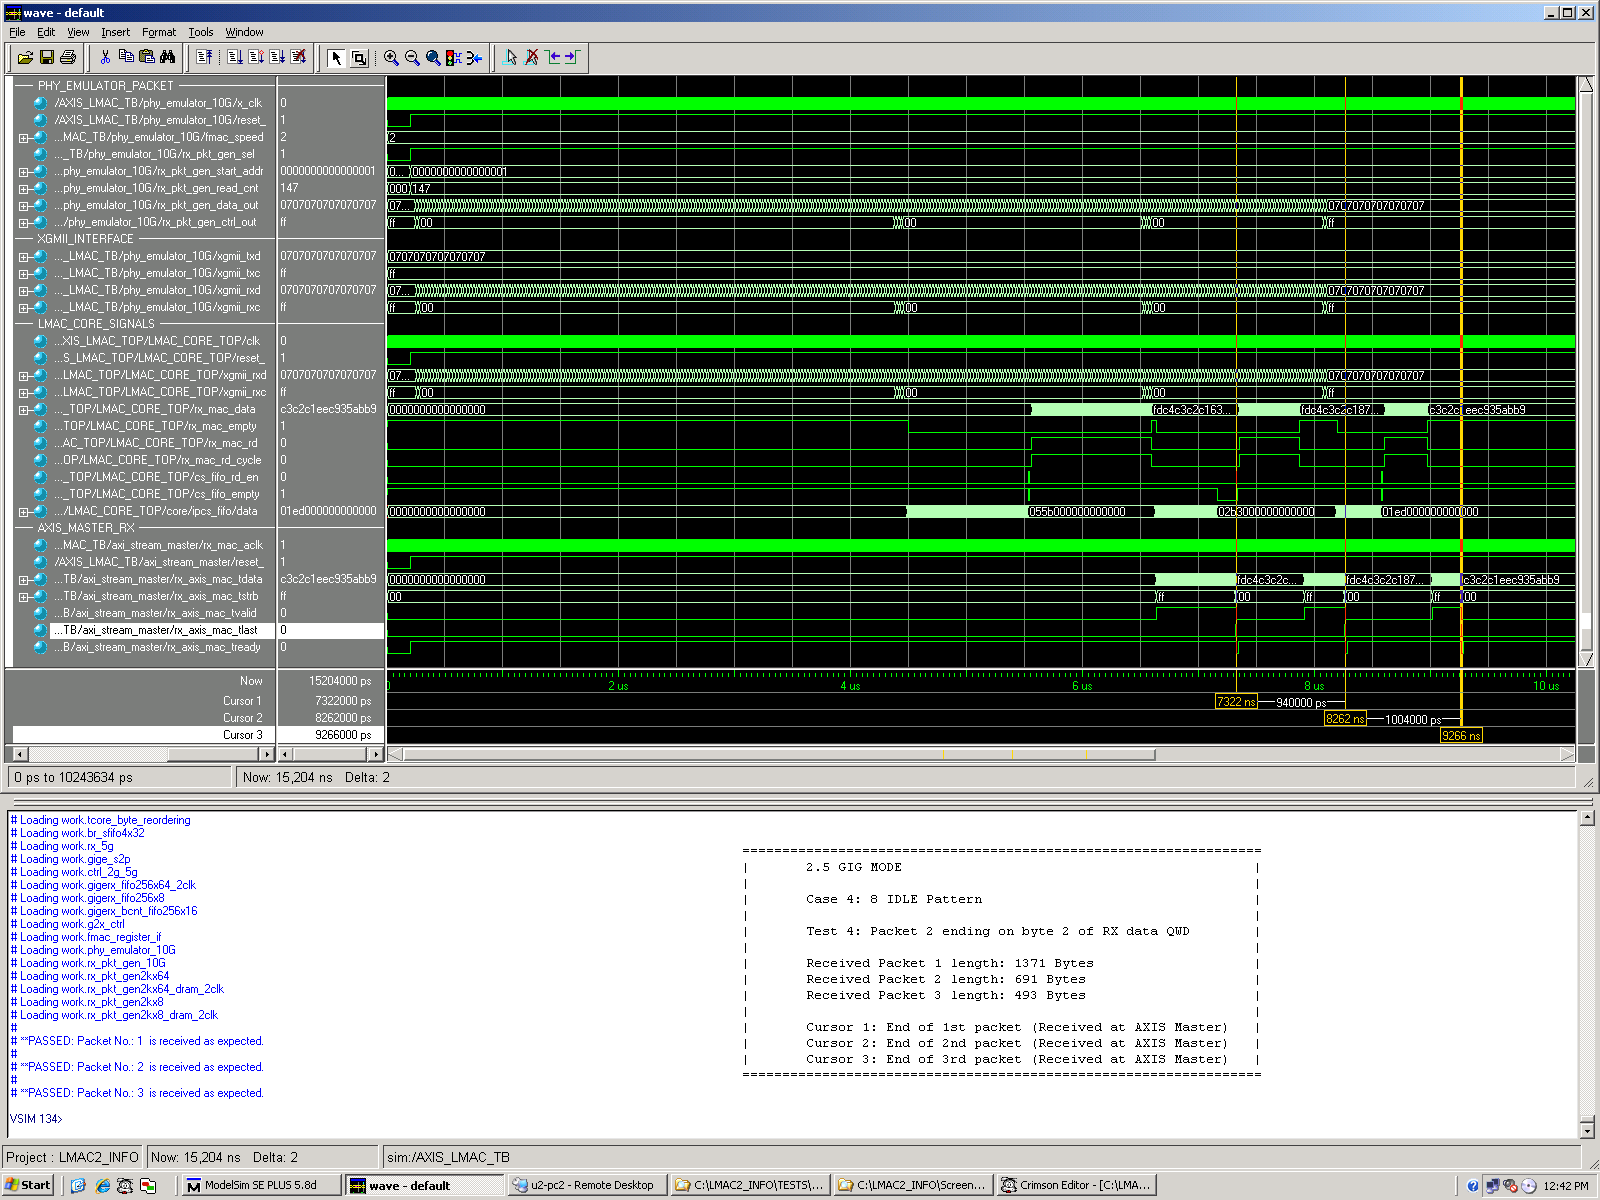 wave - default
File Edit View Insert Format Tools Window
PHY_EMULATOR_PACKET
/AXIS_LMAC_TB/phy_emulator_10G/x_clk 0
/AXIS_LMAC_TB/phy_emulator_10G/reset_ 1
...MAC_TB/phy_emulator_10G/fmac_speed 2 2
..._TB/phy_emulator_10G/rx_pkt_gen_sel 1
...phy_emulator_10G/rx_pkt_gen_start_addr 0000000000000001 0... 0000000000000001
...phy_emulator_10G/rx_pkt_gen_read_cnt 147 000 147
...phy_emulator_10G/rx_pkt_gen_data_out 0707070707070707 07... 0707070707070707
.../phy_emulator_10G/rx_pkt_gen_ctrl_out ff ff 00 00 00 ff
XGMII_INTERFACE
..._LMAC_TB/phy_emulator_10G/xgmii_txd 0707070707070707 0707070707070707
..._LMAC_TB/phy_emulator_10G/xgmii_txc ff ff
..._LMAC_TB/phy_emulator_10G/xgmii_rxd 0707070707070707 07... 0707070707070707
..._LMAC_TB/phy_emulator_10G/xgmii_rxc ff ff 00 00 00 ff
LMAC_CORE_SIGNALS
...XIS_LMAC_TOP/LMAC_CORE_TOP/clk 0
...S_LMAC_TOP/LMAC_CORE_TOP/reset_ 1
...LMAC_TOP/LMAC_CORE_TOP/xgmii_rxd 0707070707070707 07... 0707070707070707
...LMAC_TOP/LMAC_CORE_TOP/xgmii_rxc ff ff 00 00 00 ff
..._TOP/LMAC_CORE_TOP/rx_mac_data c3c2c1eec935abb9 0000000000000000 fdc4c3c2c163... fdc4c3c2c187... c3c2c1eec935abb9
...TOP/LMAC_CORE_TOP/rx_mac_empty 1
...AC_TOP/LMAC_CORE_TOP/rx_mac_rd 0
...OP/LMAC_CORE_TOP/rx_mac_rd_cycle 0
..._TOP/LMAC_CORE_TOP/cs_fifo_rd_en 0
..._TOP/LMAC_CORE_TOP/cs_fifo_empty 1
.../LMAC_CORE_TOP/core/ipcs_fifo/data 01ed000000000000 0000000000000000 055b000000000000 02b3000000000000 01ed000000000000
AXIS_MASTER_RX
...MAC_TB/axi_stream_master/rx_mac_aclk 1
/AXIS_LMAC_TB/axi_stream_master/reset_ 1
...TB/axi_stream_master/rx_axis_mac_tdata c3c2c1eec935abb9 0000000000000000 fdc4c3c2c... fdc4c3c2c187... c3c2c1eec935abb9
...TB/axi_stream_master/rx_axis_mac_tstrb ff 00 ff 00 ff 00 ff 00
...B/axi_stream_master/rx_axis_mac_tvalid 0
...TB/axi_stream_master/rx_axis_mac_tlast 0
...B/axi_stream_master/rx_axis_mac_tready 0
Now 15204000 ps 0 2 us 4 us 6 us 8 us 10 us
Cursor 1 7322000 ps 7322 ns 940000 ps
Cursor 2 8262000 ps 8262 ns 1004000 ps
Cursor 3 9266000 ps 9266 ns
0 ps to 10243634 ps Now: 15,204 ns Delta: 2
# Loading work.tcore_byte_reordering
# Loading work.br_sfifo4x32
# Loading work.rx_5g
# Loading work.gige_s2p
# Loading work.ctrl_2g_5g
# Loading work.gigerx_fifo256x64_2clk
# Loading work.gigerx_fifo256x8
# Loading work.gigerx_bcnt_fifo256x16
# Loading work.g2x_ctrl
# Loading work.fmac_register_if
# Loading work.phy_emulator_10G
# Loading work.rx_pkt_gen_10G
# Loading work.rx_pkt_gen2kx64
# Loading work.rx_pkt_gen2kx64_dram_2clk
# Loading work.rx_pkt_gen2kx8
# Loading work.rx_pkt_gen2kx8_dram_2clk
#
# **PASSED: Packet No.: 1 is received as expected.
#
# **PASSED: Packet No.: 2 is received as expected.
#
# **PASSED: Packet No.: 3 is received as expected.
VSIM 134>
2.5 GIG MODE
Case 4: 8 IDLE Pattern
Test 4: Packet 2 ending on byte 2 of RX data QWD
Received Packet 1 length: 1371 Bytes
Received Packet 2 length: 691 Bytes
Received Packet 3 length: 493 Bytes
Cursor 1: End of 1st packet (Received at AXIS Master)
Cursor 2: End of 2nd packet (Received at AXIS Master)
Cursor 3: End of 3rd packet (Received at AXIS Master)
Project : LMAC2_INFO Now: 15,204 ns Delta: 2 sim:/AXIS_LMAC_TB
Start ModelSim SE PLUS 5.8d wave - default u2-pc2 - Remote Desktop C:\LMAC2_INFO\TESTS\... C:\LMAC2_INFO\Screen... Crimson Editor - [C:\LMA... 12:42 PM